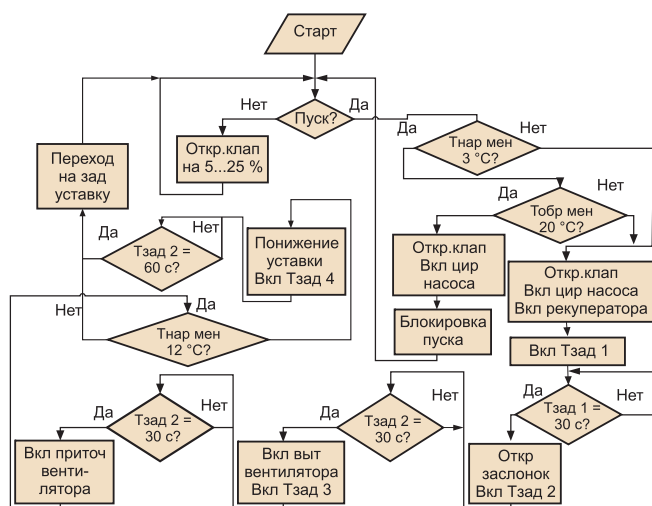 Старт
Нет
Да
Пуск?
Откр.клап
на 5...25 %
Да
Нет
Тнар мен
3 °С?
Переход
на зад
уставку
Да
Нет
Тобр мен
20 °С?
Да
Нет
Тзад 2 =
60 с?
Понижение
уставки
Вкл Тзад 4
Откр.клап
Вкл цир
насоса
Откр.клап
Вкл цир насоса
Вкл рекуператора
Нет
Да
Тнар мен
12 °С?
Блокировка
пуска
Вкл Тзад 1
Да
Нет
Тзад 2 =
30 с?
Да
Нет
Тзад 2 =
30 с?
Да
Нет
Тзад 1 =
30 с?
Вкл приточ
венти-
лятора
Вкл выт
вентилятора
Вкл Тзад 3
Откр
заслонок
Вкл Тзад 2